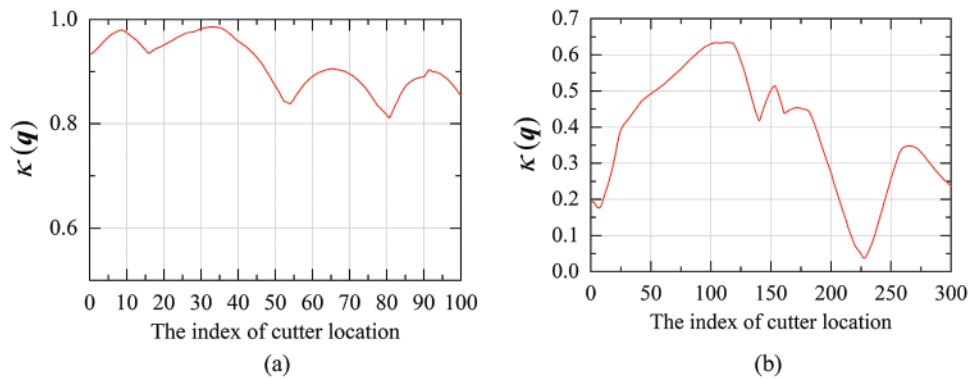 1.0
0.8
0.6
κ(q)
0 10 20 30 40 50 60 70 80 90 100
The index of cutter location
(a)
0.7
0.6
0.5
0.4
0.3
0.2
0.1
0.0
κ(q)
0 50 100 150 200 250 300
The index of cutter location
(b)